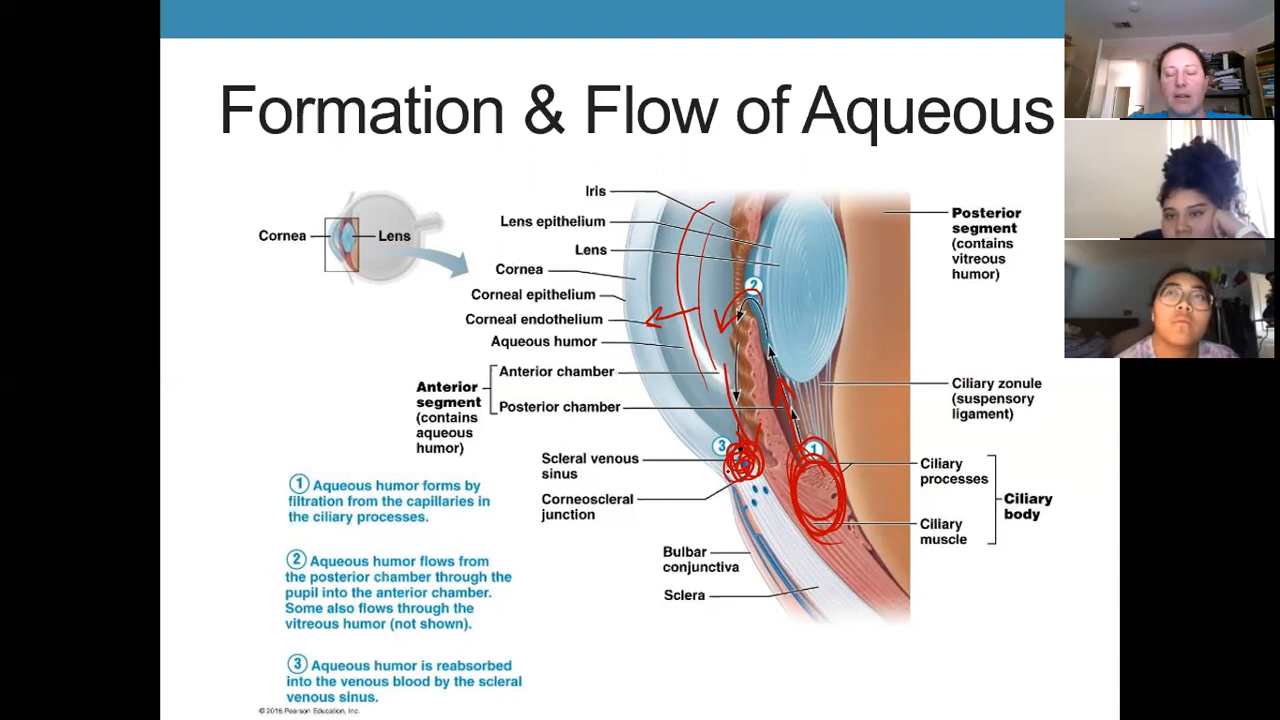 Formation & Flow of Aqueous
Cornea
Lens
Iris
Lens epithelium
Lens
Cornea
Corneal epithelium
Corneal endothelium
Aqueous humor
Anterior
segment
(contains
aqueous
humor)
Anterior chamber
Posterior chamber
Scleral venous
sinus
Corneoscleral
junction
Bulbar
conjunctiva
Sclera
2
3
1
Posterior
segment
(contains
vitreous
humor)
Ciliary zonule
(suspensory
ligament)
Ciliary
processes
Ciliary
muscle
Ciliary
body
1 Aqueous humor forms by
filtration from the capillaries in
the ciliary processes.
2 Aqueous humor flows from
the posterior chamber through the
pupil into the anterior chamber.
Some also flows through the
vitreous humor (not shown).
3 Aqueous humor is reabsorbed
into the venous blood by the scleral
venous sinus.
© 2016 Pearson Education, Inc.